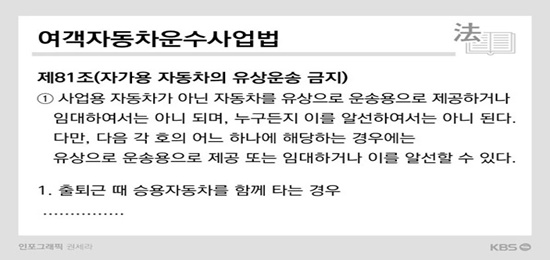 여객자동차운수사업법
法
제81조(자가용 자동차의 유상운송 금지)
① 사업용 자동차가 아닌 자동차를 유상으로 운송용으로 제공하거나
임대하여서는 아니 되며, 누구든지 이를 알선하여서는 아니 된다.
다만, 다음 각 호의 어느 하나에 해당하는 경우에는
유상으로 운송용으로 제공 또는 임대하거나 이를 알선할 수 있다.
1. 출퇴근 때 승용자동차를 함께 타는 경우
...............
인포그래픽 권세라
KBS